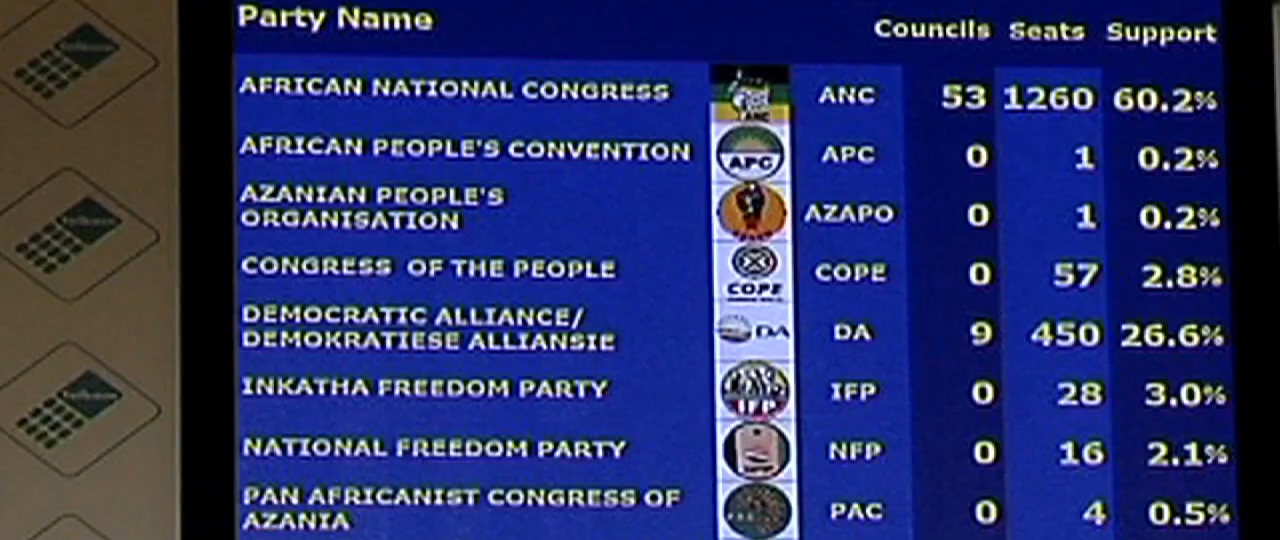 Party Name Councils Seats Support
AFRICAN NATIONAL CONGRESS ANC ANC 53 1260 60.2%
AFRICAN PEOPLE'S CONVENTION APC APC 0 1 0.2%
AZANIAN PEOPLE'S
ORGANISATION AZAPO 0 1 0.2%
CONGRESS OF THE PEOPLE COPE COPE 0 57 2.8%
DEMOCRATIC ALLIANCE/
DEMOKRATIESE ALLIANSIE DA DA 9 450 26.6%
INKATHA FREEDOM PARTY IFP IFP 0 28 3.0%
NATIONAL FREEDOM PARTY NFP 0 16 2.1%
PAN AFRICANIST CONGRESS OF
AZANIA PAC 0 4 0.5%